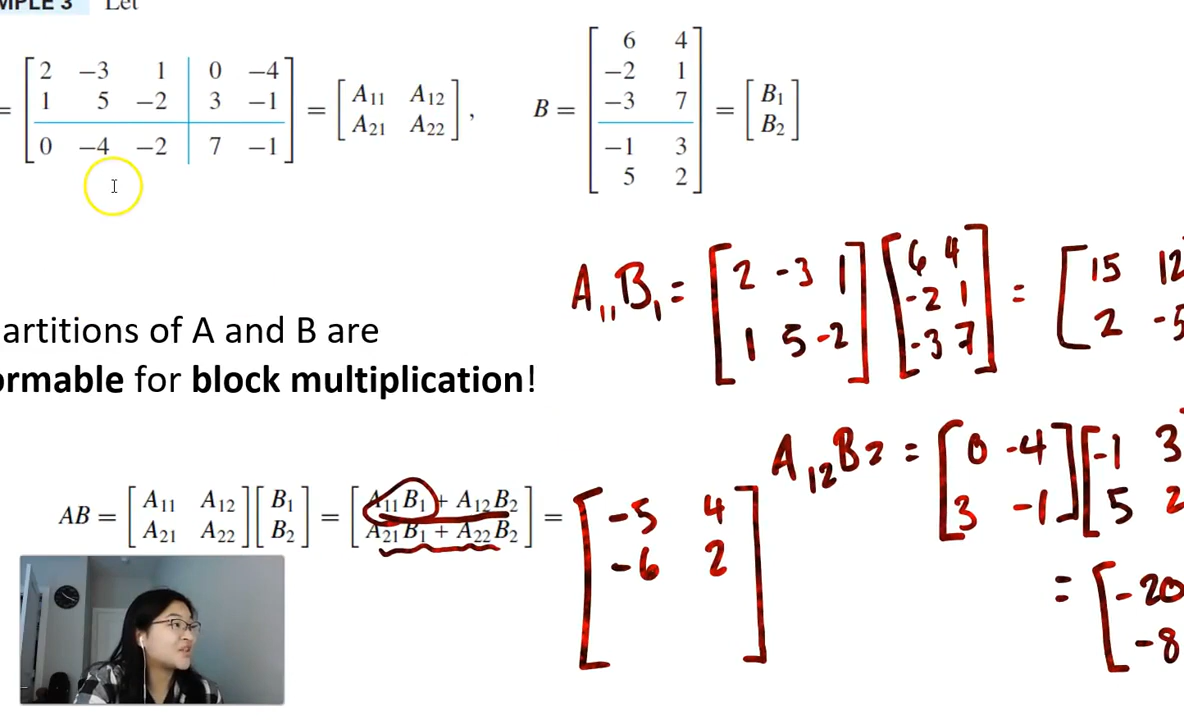 MPLE 3 Let
= [ 2 −3 1 | 0 −4 ] = [ A11 A12 ] , B = [ 6 4 ] = [ B1 ]
1 5 −2 | 3 −1
0 −4 −2 | 7 −1
A21 A22
−2 1
−3 7
−1 3
5 2
B2
A11B1 = [ 2 -3 1 ] [ 6 4 ] = [ 15 12
1 5 -2
-2 1
-3 7
2 -5
artitions of A and B are
ormable for block multiplication!
A12B2 = [ 0 -4 ] [ -1 3
3 -1
5 2
= [ -20
-8
AB = [ A11 A12 ] [ B1 ] = [ A11B1 + A12B2 ] = [ -5 4 ]
A21 A22
B2
A21B1 + A22B2
-6 2